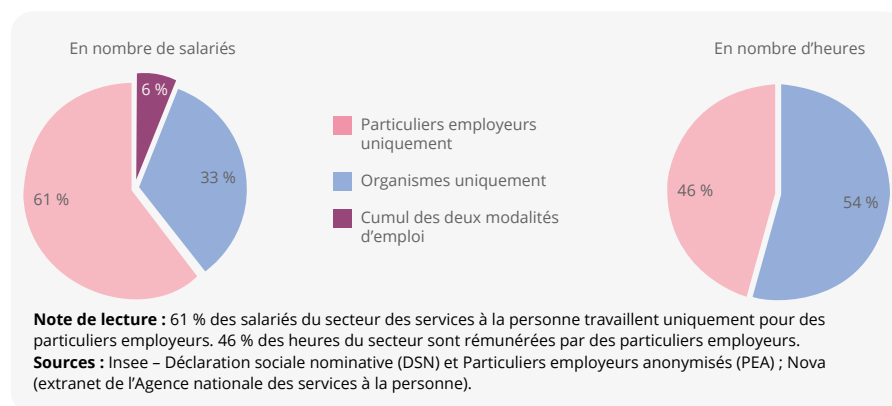 En nombre de salariés
6 %
33 %
61 %
Particuliers employeurs
uniquement
Organismes uniquement
Cumul des deux modalités
d'emploi
En nombre d'heures
46 %
54 %
Note de lecture : 61 % des salariés du secteur des services à la personne travaillent uniquement pour des
particuliers employeurs. 46 % des heures du secteur sont rémunérées par des particuliers employeurs.
Sources : Insee – Déclaration sociale nominative (DSN) et Particuliers employeurs anonymisés (PEA) ; Nova
(extranet de l'Agence nationale des services à la personne).